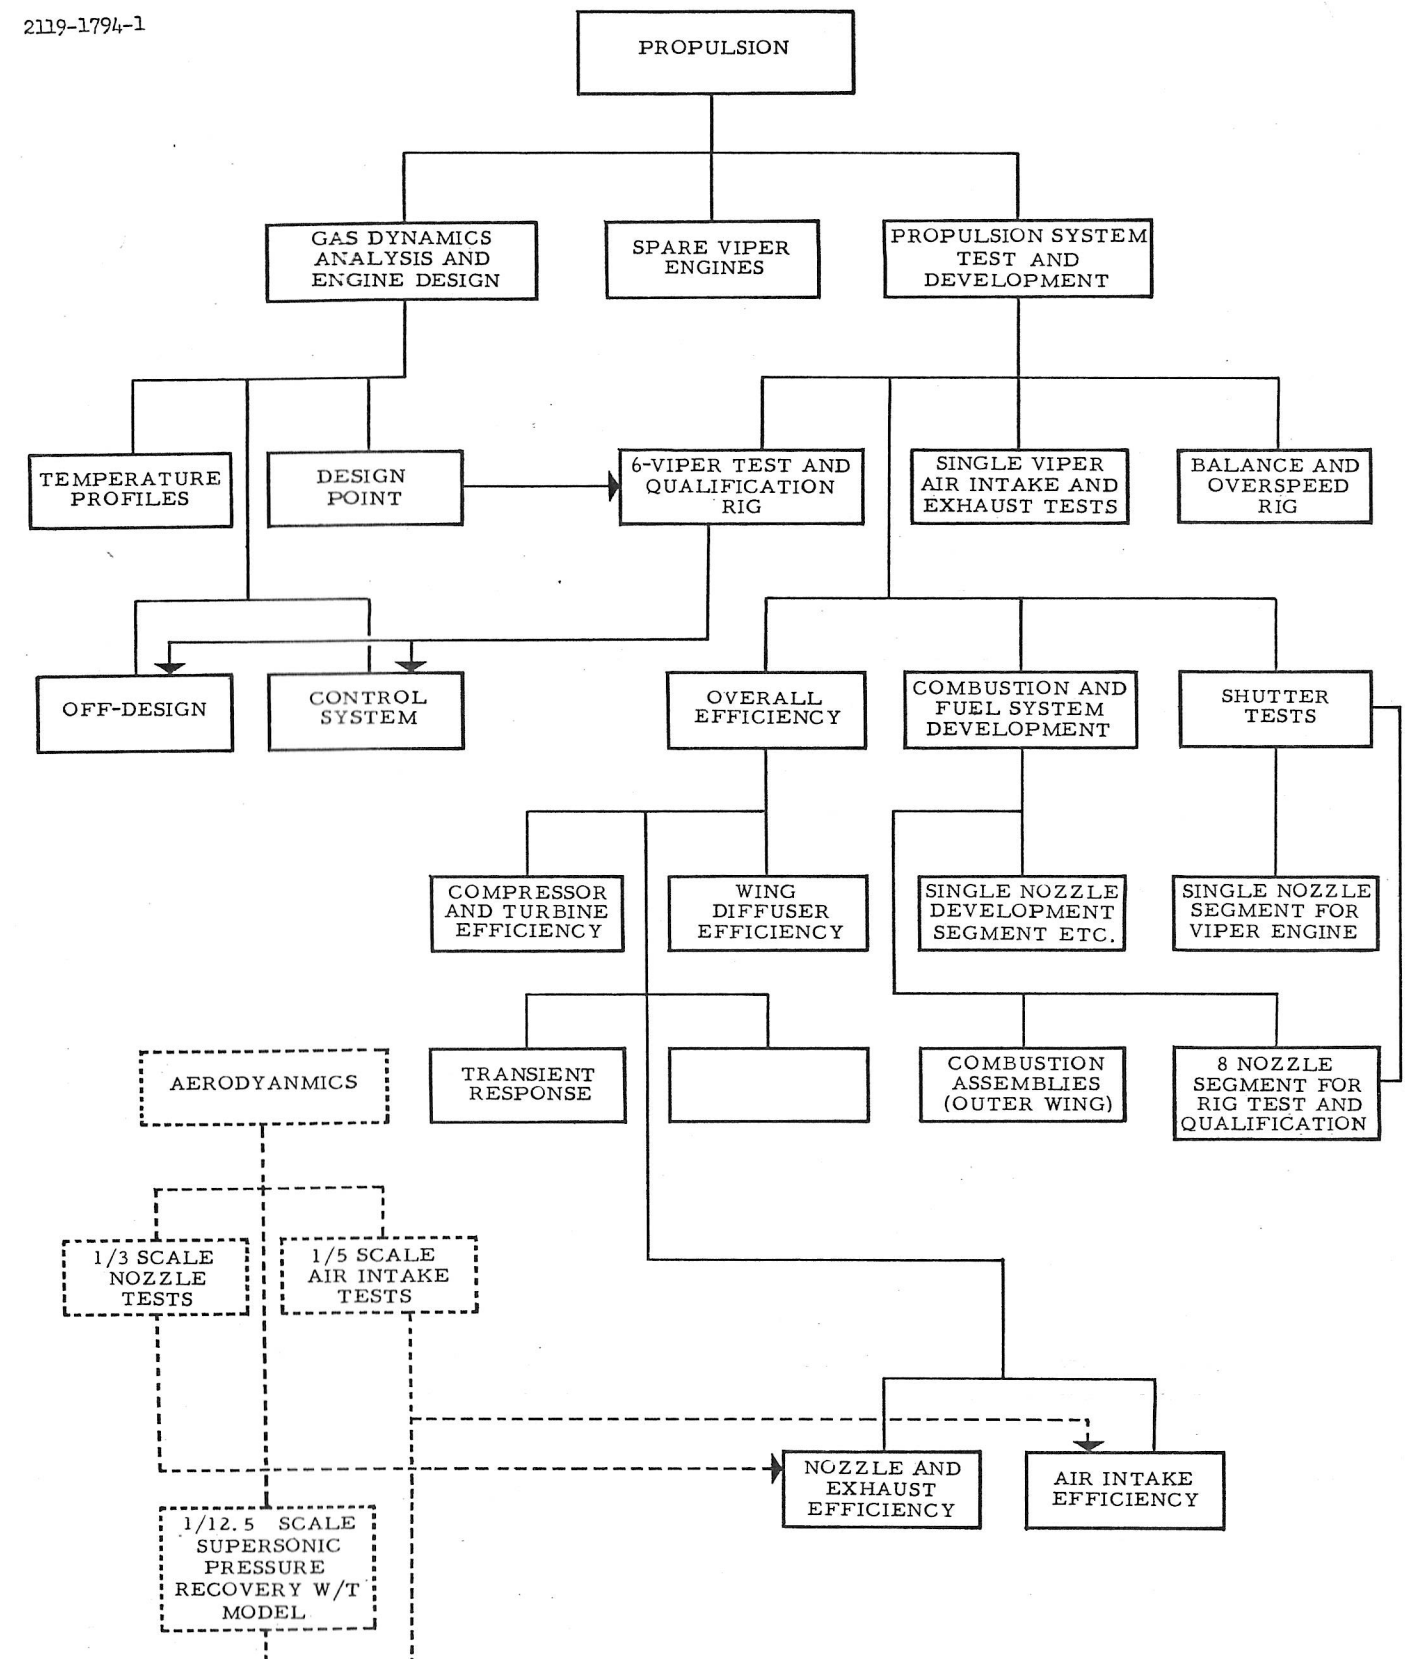 2119-1794-1
PROPULSION
GAS DYNAMICS
ANALYSIS AND
ENGINE DESIGN
SPARE VIPER
ENGINES
PROPULSION SYSTEM
TEST AND
DEVELOPMENT
TEMPERATURE
PROFILES
DESIGN
POINT
6-VIPER TEST AND
QUALIFICATION
RIG
SINGLE VIPER
AIR INTAKE AND
EXHAUST TESTS
BALANCE AND
OVERSPEED
RIG
OFF-DESIGN
CONTROL
SYSTEM
OVERALL
EFFICIENCY
COMBUSTION AND
FUEL SYSTEM
DEVELOPMENT
SHUTTER
TESTS
COMPRESSOR
AND TURBINE
EFFICIENCY
WING
DIFFUSER
EFFICIENCY
SINGLE NOZZLE
DEVELOPMENT
SEGMENT ETC.
SINGLE NOZZLE
SEGMENT FOR
VIPER ENGINE
TRANSIENT
RESPONSE
COMBUSTION
ASSEMBLIES
(OUTER WING)
8 NOZZLE
SEGMENT FOR
RIG TEST AND
QUALIFICATION
AERODYANMICS
1/3 SCALE
NOZZLE
TESTS
1/5 SCALE
AIR INTAKE
TESTS
NOZZLE AND
EXHAUST
EFFICIENCY
AIR INTAKE
EFFICIENCY
1/12.5 SCALE
SUPERSONIC
PRESSURE
RECOVERY W/T
MODEL